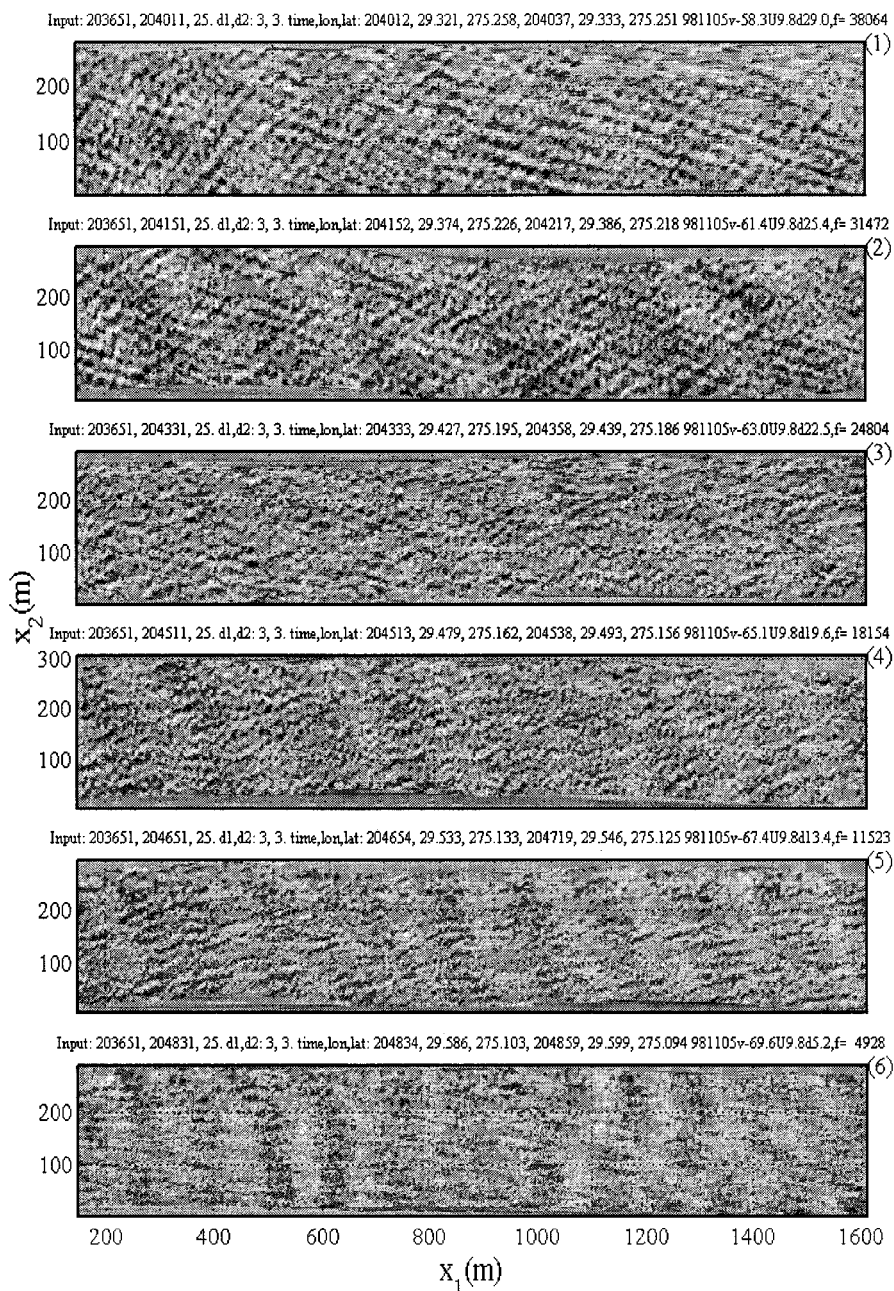 Input: 203651, 204011, 25. d1,d2: 3, 3. time,lon,lat: 204012, 29.321, 275.258, 204037, 29.333, 275.251 981105v-58.3U9.8d29.0,f= 38064
(1)
200
100
Input: 203651, 204151, 25. d1,d2: 3, 3. time,lon,lat: 204152, 29.374, 275.226, 204217, 29.386, 275.218 981105v-61.4U9.8d25.4,f= 31472
(2)
200
100
Input: 203651, 204331, 25. d1,d2: 3, 3. time,lon,lat: 204333, 29.427, 275.195, 204358, 29.439, 275.186 981105v-63.0U9.8d22.5,f= 24804
(3)
200
100
x_2(m)
Input: 203651, 204511, 25. d1,d2: 3, 3. time,lon,lat: 204513, 29.479, 275.162, 204538, 29.493, 275.156 981105v-65.1U9.8d19.6,f= 18154
(4)
300
200
100
Input: 203651, 204651, 25. d1,d2: 3, 3. time,lon,lat: 204654, 29.533, 275.133, 204719, 29.546, 275.125 981105v-67.4U9.8d13.4,f= 11523
(5)
200
100
Input: 203651, 204831, 25. d1,d2: 3, 3. time,lon,lat: 204834, 29.586, 275.103, 204859, 29.599, 275.094 981105v-69.6U9.8d5.2,f= 4928
(6)
200
100
200 400 600 800 1000 1200 1400 1600
x_1(m)